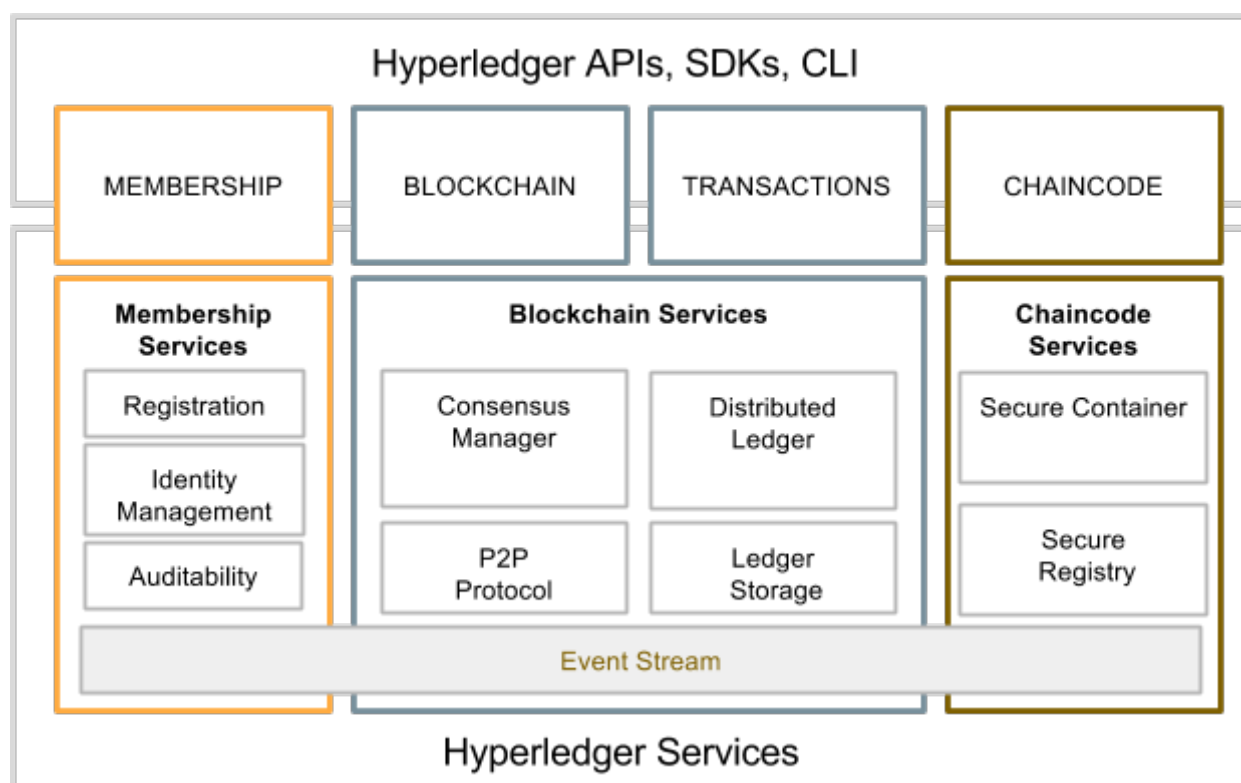 Hyperledger APIs, SDKs, CLI
MEMBERSHIP
BLOCKCHAIN
TRANSACTIONS
CHAINCODE
Membership
Services
Registration
Identity
Management
Auditability
Blockchain Services
Consensus
Manager
Distributed
Ledger
P2P
Protocol
Ledger
Storage
Chaincode
Services
Secure Container
Secure
Registry
Event Stream
Hyperledger Services